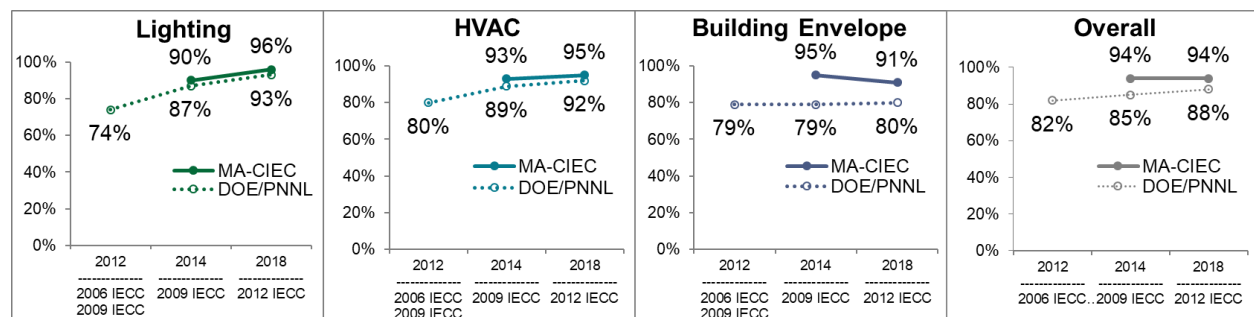 Lighting
90%
96%
100%
80%
60%
40%
20%
0%
74%
87%
93%
MA-CIEC
DOE/PNNL
2012
2014
2018
---------------
2006 IECC
2009 IECC
---------------
2009 IECC
---------------
2012 IECC
HVAC
93%
95%
100%
80%
60%
40%
20%
0%
80%
89%
92%
MA-CIEC
DOE/PNNL
2012
2014
2018
---------------
2006 IECC
2009 IECC
---------------
2009 IECC
---------------
2012 IECC
Building Envelope
95%
91%
100%
80%
60%
40%
20%
0%
79%
79%
80%
MA-CIEC
DOE/PNNL
2012
2014
2018
---------------
2006 IECC
2009 IECC
---------------
2009 IECC
---------------
2012 IECC
Overall
94%
94%
100%
80%
60%
40%
20%
0%
82%
85%
88%
MA-CIEC
DOE/PNNL
2012
2014
2018
---------------
2006 IECC…
---------------
2009 IECC
---------------
2012 IECC